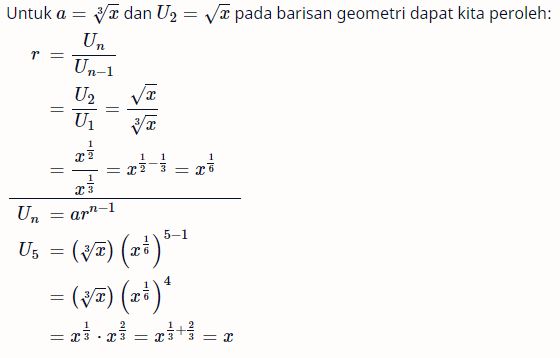 Untuk a = ∛x dan U₂ = √x pada barisan geometri dapat kita peroleh:
r = Uₙ / Uₙ₋₁
= U₂ / U₁ = √x / ∛x
= x^(1/2) / x^(1/3) = x^(1/2 − 1/3) = x^(1/6)
Uₙ = arⁿ⁻¹
U₅ = (∛x) (x^(1/6))^(5−1)
= (∛x) (x^(1/6))^4
= x^(1/3) · x^(2/3) = x^(1/3 + 2/3) = x